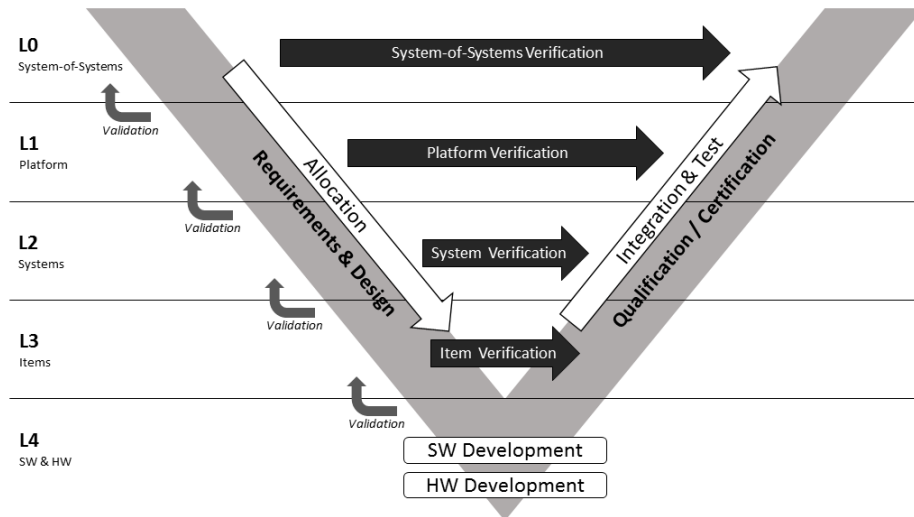 L0
System-of-Systems
System-of-Systems Verification
Validation
L1
Platform
Platform Verification
Allocation
Requirements & Design
Integration & Test
Qualification / Certification
Validation
L2
Systems
System Verification
Validation
L3
Items
Item Verification
Validation
L4
SW & HW
SW Development
HW Development